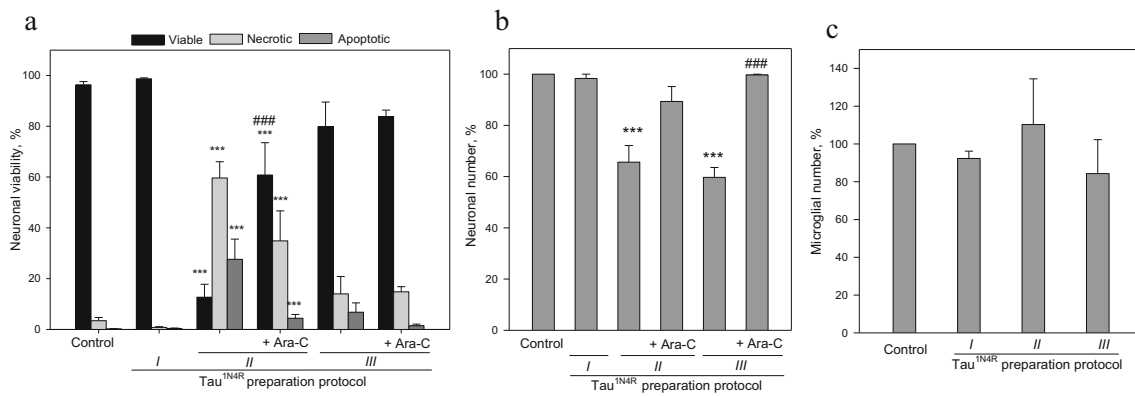 a
Viable Necrotic Apoptotic
Neuronal viability, %
100
80
60
40
20
0
***
***
***
###
***
***
***
Control
+ Ara-C
+ Ara-C
I
II
III
Tau1N4R preparation protocol
b
Neuronal number, %
100
80
60
40
20
0
***
***
###
Control
+ Ara-C
+ Ara-C
I
II
III
Tau1N4R preparation protocol
c
Microglial number, %
140
120
100
80
60
40
20
0
Control
I
II
III
Tau1N4R preparation protocol